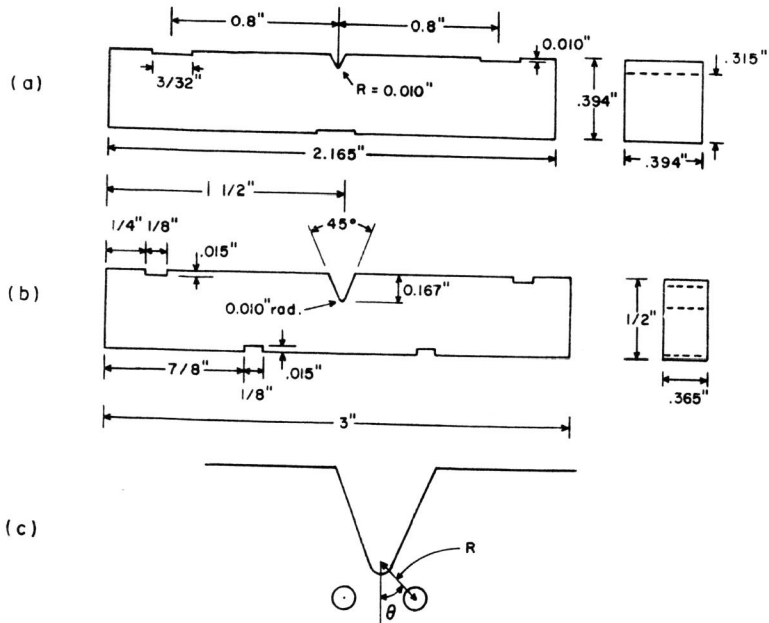 0.8"
0.8"
0.010"
.315"
(a)
3/32"
R = 0.010"
.394"
2.165"
.394"
1 1/2"
1/4" 1/8"
45°
.015"
(b)
0.167"
0.010" rad.
1/2"
7/8"
.015"
1/8"
.365"
3"
(c)
R
θ